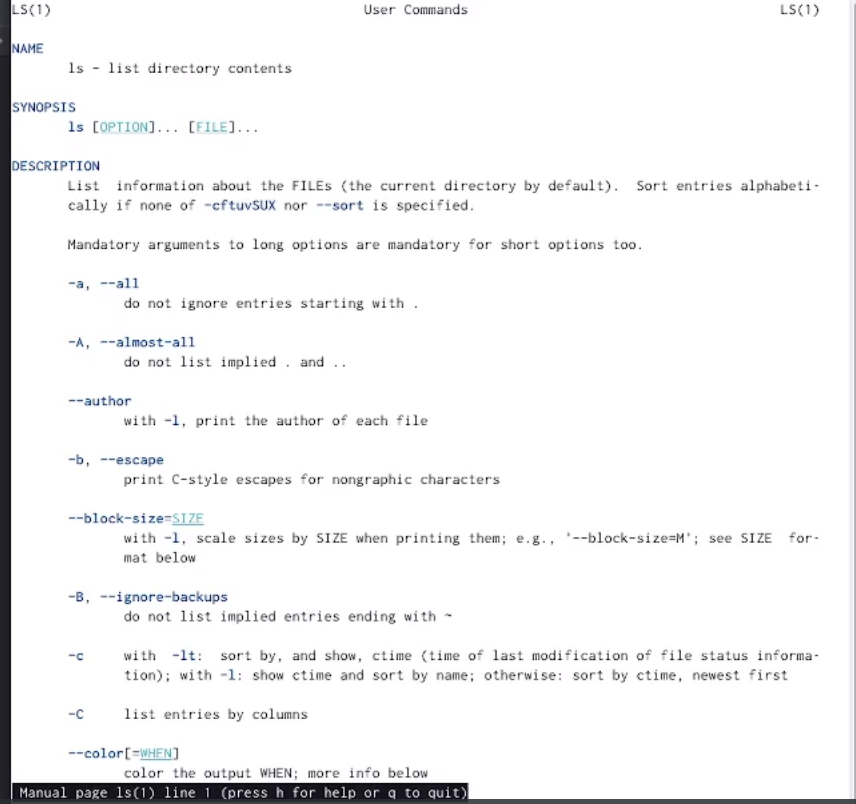 LS(1) User Commands LS(1)
NAME
ls - list directory contents
SYNOPSIS
ls [OPTION]... [FILE]...
DESCRIPTION
List information about the FILEs (the current directory by default). Sort entries alphabeti-
cally if none of -cftuvSUX nor --sort is specified.
Mandatory arguments to long options are mandatory for short options too.
-a, --all
do not ignore entries starting with .
-A, --almost-all
do not list implied . and ..
--author
with -l, print the author of each file
-b, --escape
print C-style escapes for nongraphic characters
--block-size=SIZE
with -l, scale sizes by SIZE when printing them; e.g., '--block-size=M'; see SIZE for-
mat below
-B, --ignore-backups
do not list implied entries ending with ~
-c with -lt: sort by, and show, ctime (time of last modification of file status informa-
tion); with -l: show ctime and sort by name; otherwise: sort by ctime, newest first
-C list entries by columns
--color[=WHEN]
color the output WHEN; more info below
Manual page ls(1) line 1 (press h for help or q to quit)